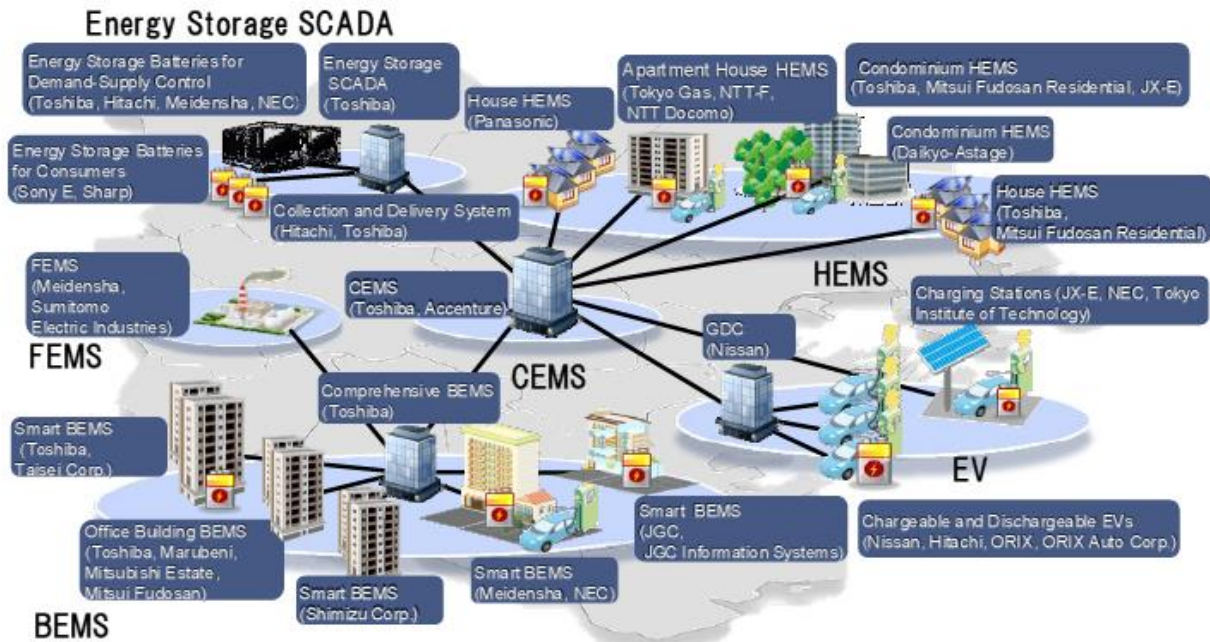 Energy Storage SCADA
Energy Storage Batteries for
Demand-Supply Control
(Toshiba, Hitachi, Meidensha, NEC)
Energy Storage
SCADA
(Toshiba)
House HEMS
(Panasonic)
Apartment House HEMS
(Tokyo Gas, NTT-F,
NTT Docomo)
Condominium HEMS
(Toshiba, Mitsui Fudosan Residential, JX-E)
Condominium HEMS
(Daikyo-Astage)
Energy Storage Batteries
for Consumers
(Sony E, Sharp)
House HEMS
(Toshiba,
Mitsui Fudosan Residential)
Collection and Delivery System
(Hitachi, Toshiba)
HEMS
FEMS
(Meidensha,
Sumitomo
Electric Industries)
FEMS
CEMS
(Toshiba, Accenture)
CEMS
Charging Stations (JX-E, NEC, Tokyo
Institute of Technology)
GDC
(Nissan)
EV
Comprehensive BEMS
(Toshiba)
Smart BEMS
(Toshiba,
Taisei Corp.)
Office Building BEMS
(Toshiba, Marubeni,
Mitsubishi Estate,
Mitsui Fudosan)
Smart BEMS
(Shimizu Corp.)
Smart BEMS
(Meidensha, NEC)
Smart BEMS
(JGC,
JGC Information Systems)
Chargeable and Dischargeable EVs
(Nissan, Hitachi, ORIX, ORIX Auto Corp.)
BEMS